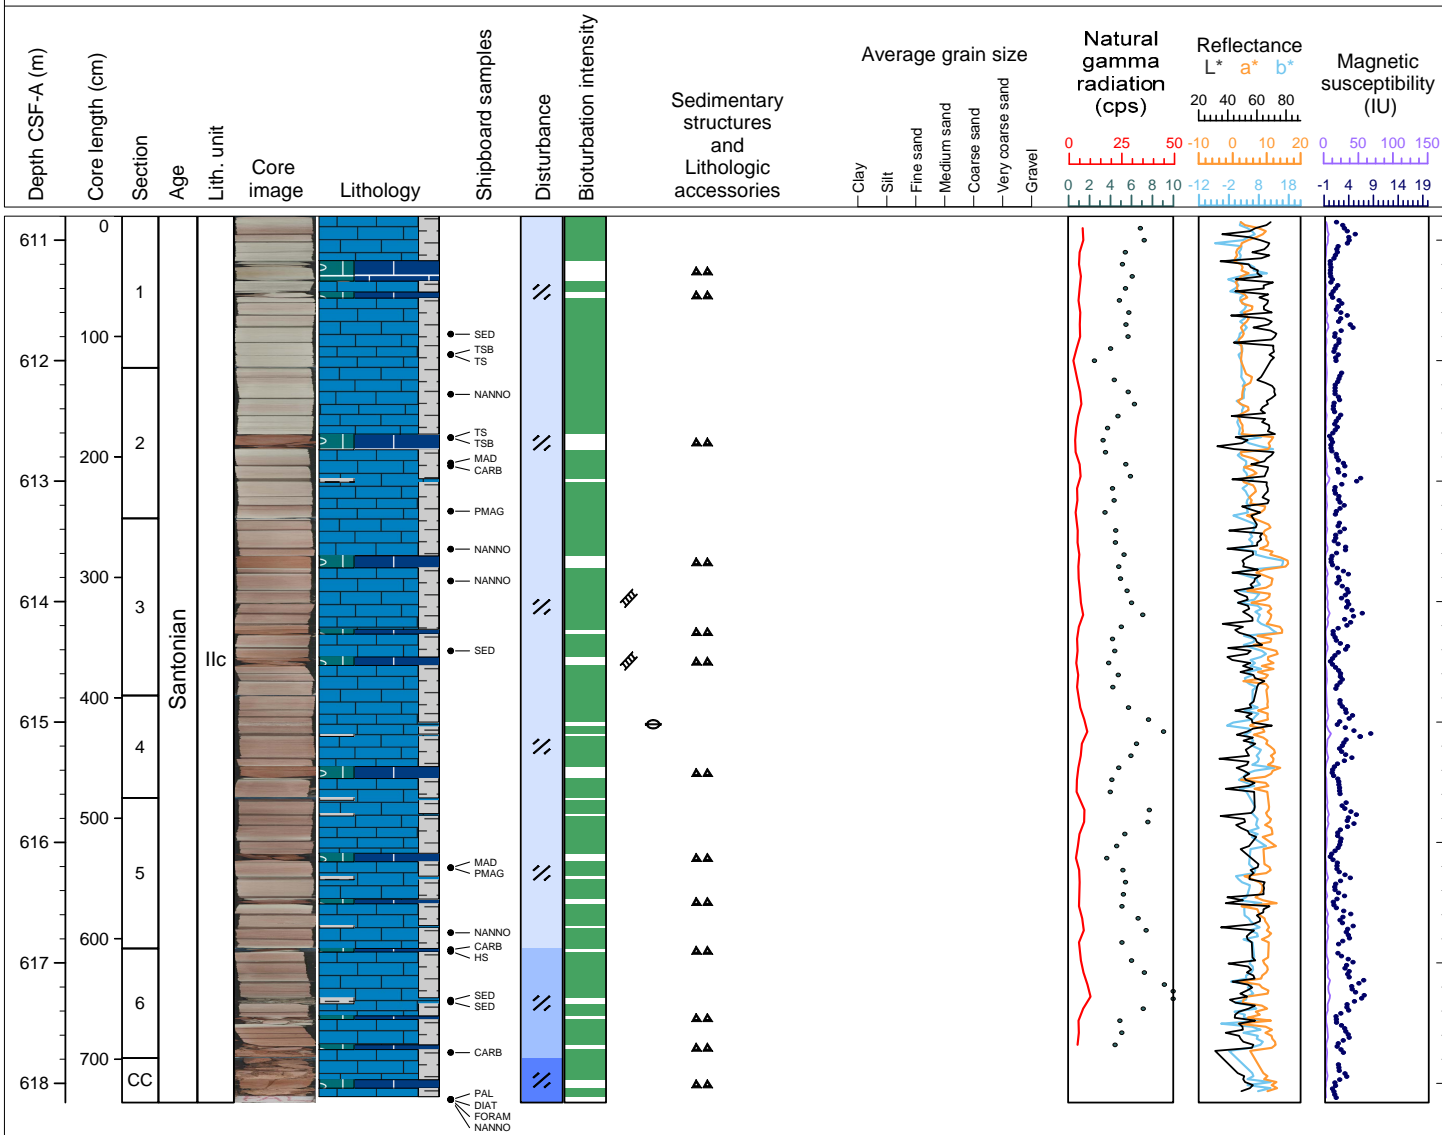 Depth CSF-A (m)
Core length (cm)
Section
Age
Lith. unit
Core
image
Lithology
Shipboard samples
Disturbance
Bioturbation intensity
Sedimentary
structures
and
Lithologic
accessories
Average grain size
Clay
Silt
Fine sand
Medium sand
Coarse sand
Very coarse sand
Gravel
Natural
gamma
radiation
(cps)
0 25 50
0 2 4 6 8 10
Reflectance
L* a* b*
20 40 60 80
-10 0 10 20
-12 -2 8 18
Magnetic
susceptibility
(IU)
0 50 100 150
-1 4 9 14 19
611
612
613
614
615
616
617
618
0
100
200
300
400
500
600
700
1
2
3
4
5
6
CC
Santonian
IIc
SED
TSB
TS
NANNO
TS
TSB
MAD
CARB
PMAG
NANNO
NANNO
SED
MAD
PMAG
NANNO
CARB
HS
SED
SED
CARB
PAL
DIAT
FORAM
NANNO